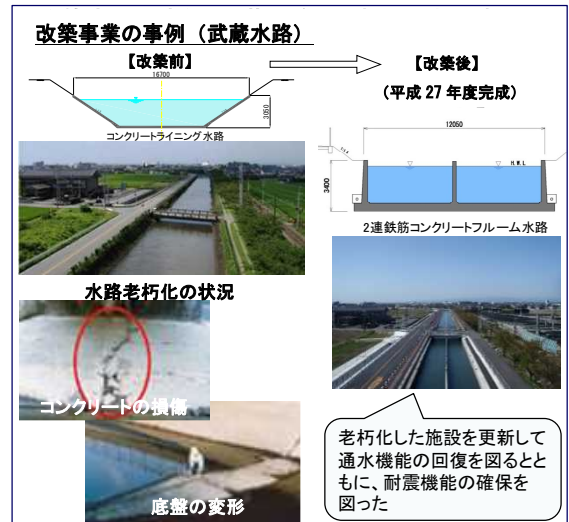 改築事業の事例（武蔵水路）
【改築前】
【改築後】
（平成27年度完成）
16700
3050
コンクリートライニング水路
12050
H.W.L
3400
2連鉄筋コンクリートフルーム水路
水路老朽化の状況
コンクリートの損傷
底盤の変形
老朽化した施設を更新して
通水機能の回復を図るとと
もに、耐震機能の確保を
図った